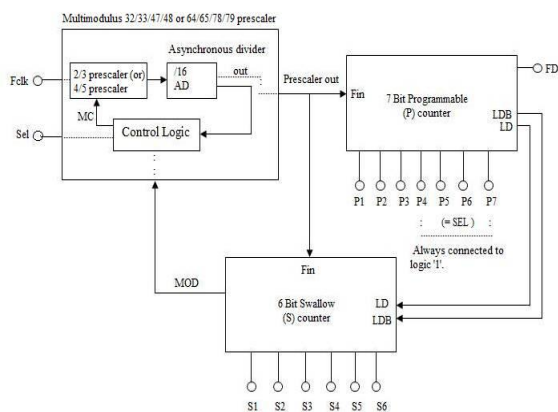 Multimodulus 32/33/47/48 or 64/65/78/79 prescaler
Asynchronous divider
Fclk
2/3 prescaler (or)
4/5 prescaler
/16
AD
out
Prescaler out
MC
Sel
Control Logic
Fin
7 Bit Programmable
(P) counter
FD
LDB
LD
P1 P2 P3 P4 P5 P6 P7
: (= SEL ) :
Always connected to
logic '1'.
MOD
Fin
6 Bit Swallow
(S) counter
LD
LDB
S1 S2 S3 S4 S5 S6